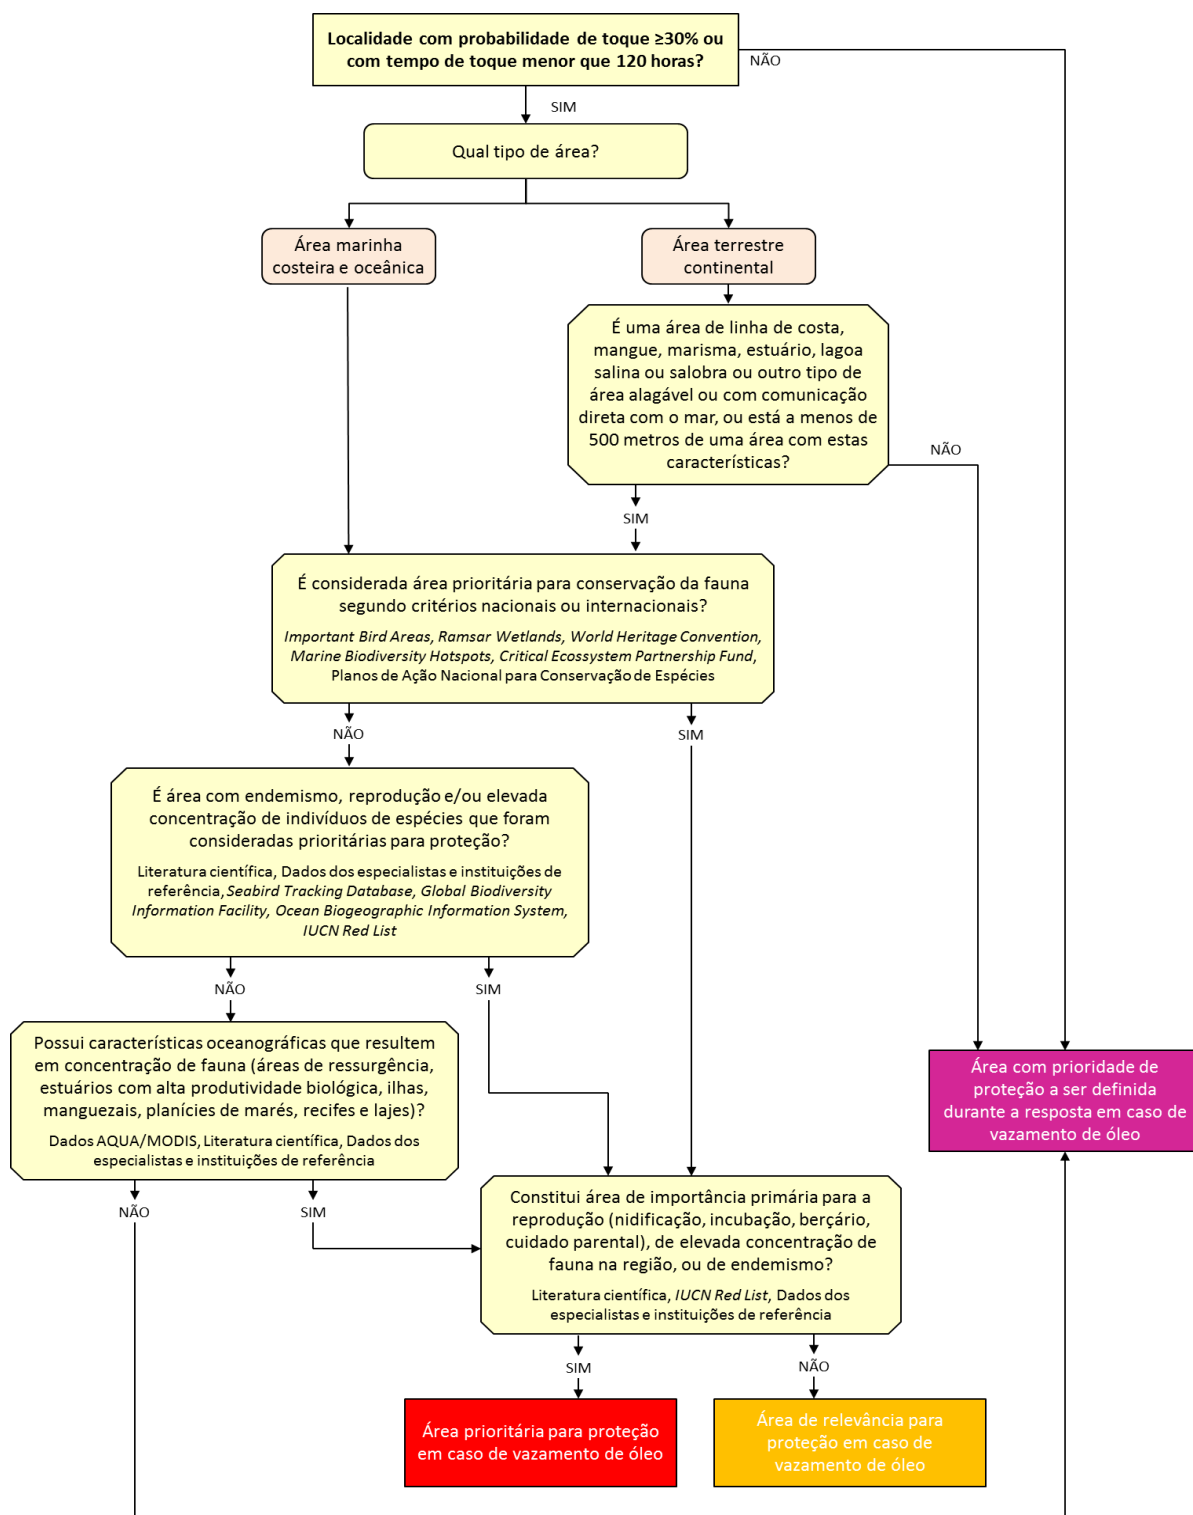 Localidade com probabilidade de toque ≥30% ou
com tempo de toque menor que 120 horas?
NÃO
SIM
Qual tipo de área?
Área marinha
costeira e oceânica
Área terrestre
continental
É uma área de linha de costa,
mangue, marisma, estuário, lagoa
salina ou salobra ou outro tipo de
área alagável ou com comunicação
direta com o mar, ou está a menos de
500 metros de uma área com estas
características?
NÃO
SIM
É considerada área prioritária para conservação da fauna
segundo critérios nacionais ou internacionais?
Important Bird Areas, Ramsar Wetlands, World Heritage Convention,
Marine Biodiversity Hotspots, Critical Ecosystem Partnership Fund,
Planos de Ação Nacional para Conservação de Espécies
NÃO
SIM
É área com endemismo, reprodução e/ou elevada
concentração de indivíduos de espécies que foram
consideradas prioritárias para proteção?
Literatura científica, Dados dos especialistas e instituições de
referência, Seabird Tracking Database, Global Biodiversity
Information Facility, Ocean Biogeographic Information System,
IUCN Red List
NÃO
SIM
Possui características oceanográficas que resultem
em concentração de fauna (áreas de ressurgência,
estuários com alta produtividade biológica, ilhas,
manguezais, planícies de marés, recifes e lajes)?
Dados AQUA/MODIS, Literatura científica, Dados dos
especialistas e instituições de referência
Área com prioridade de
proteção a ser definida
durante a resposta em caso de
vazamento de óleo
NÃO
SIM
Constitui área de importância primária para a
reprodução (nidificação, incubação, berçário,
cuidado parental), de elevada concentração de
fauna na região, ou de endemismo?
Literatura científica, IUCN Red List, Dados dos
especialistas e instituições de referência
SIM
NÃO
Área prioritária para proteção
em caso de vazamento de óleo
Área de relevância para
proteção em caso de
vazamento de óleo